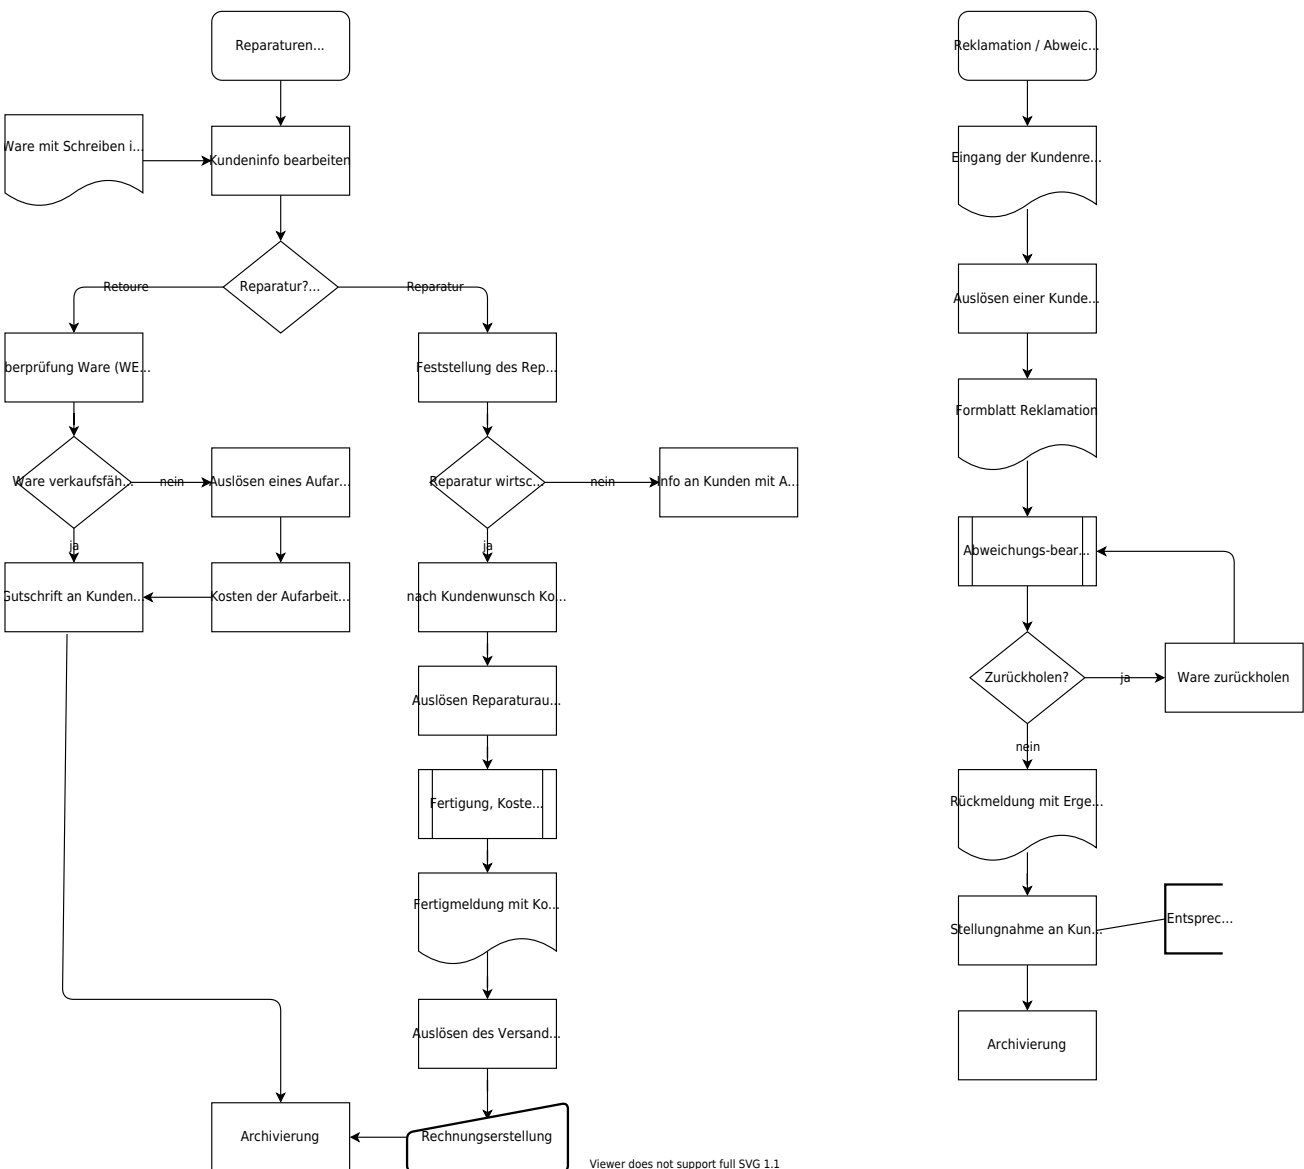 Reparaturen...
Reklamation / Abweic...
Ware mit Schreiben i...
Kundeninfo bearbeiten
Eingang der Kundenre...
Reparatur?...
Retoure
Reparatur
Auslösen einer Kunde...
berprüfung Ware (WE...
Feststellung des Rep...
Formblatt Reklamation
Ware verkaufsfäh...
nein
Auslösen eines Aufar...
Reparatur wirtsc...
nein
Info an Kunden mit A...
ja
ja
Abweichungs-bear...
Gutschrift an Kunden...
Kosten der Aufarbeit...
nach Kundenwunsch Ko...
Zurückholen?
ja
Ware zurückholen
Auslösen Reparaturau...
nein
Fertigung, Koste...
Rückmeldung mit Erge...
Fertigmeldung mit Ko...
Stellungnahme an Kun...
Entsprec...
Auslösen des Versand...
Archivierung
Archivierung
Rechnungserstellung
Viewer does not support full SVG 1.1